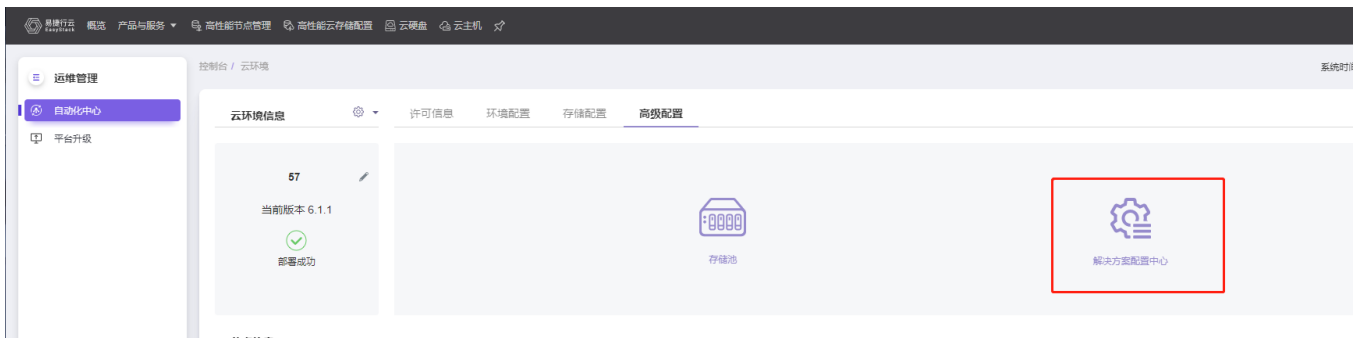 易捷行云 EasyStack 概览 产品与服务 高性能节点管理 高性能云存储配置 云硬盘 云主机
运维管理
自动化中心
平台升级
控制台 / 云环境
系统时间
云环境信息
许可信息 环境配置 存储配置 高级配置
57
当前版本 6.1.1
部署成功
存储池
解决方案配置中心